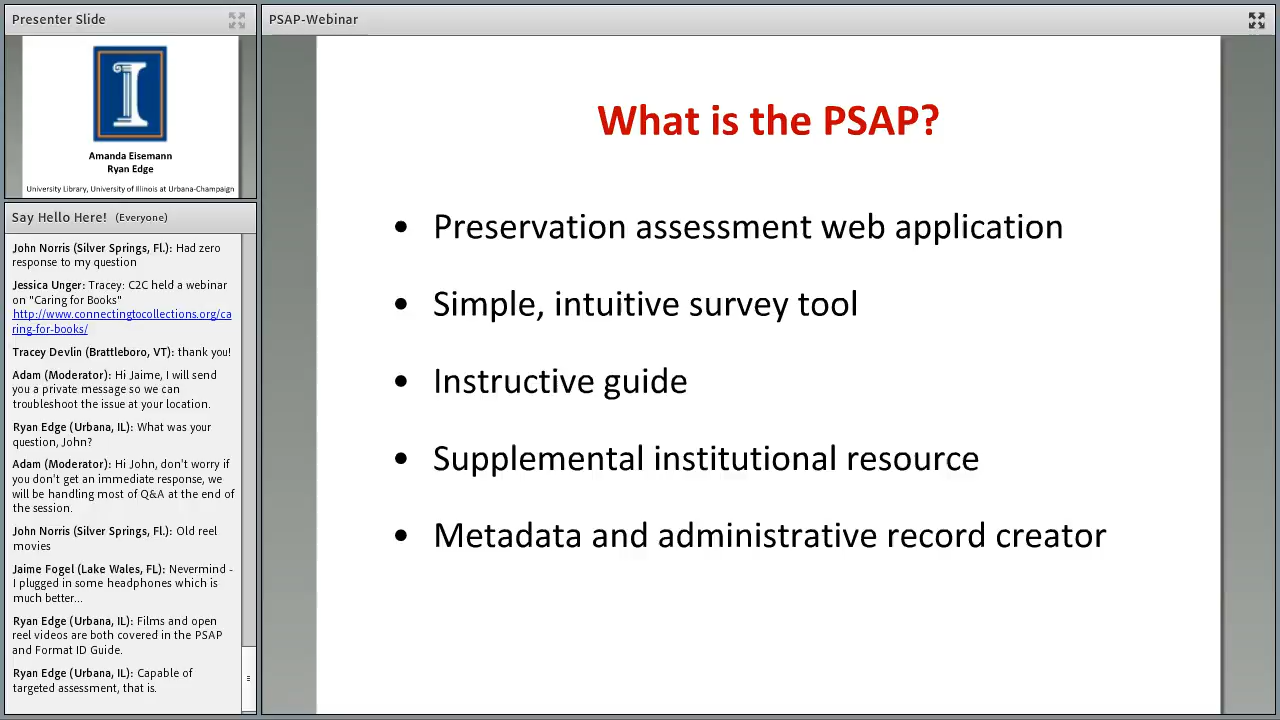 Presenter Slide
Amanda Eisemann
Ryan Edge
University Library, University of Illinois at Urbana-Champaign
Say Hello Here! (Everyone)
John Norris (Silver Springs, Fl.): Had zero
response to my question
Jessica Unger: Tracey: C2C held a webinar
on "Caring for Books"
http://www.connectingtocollections.org/ca
ring-for-books/
Tracey Devlin (Brattleboro, VT): thank you!
Adam (Moderator): Hi Jaime, I will send
you a private message so we can
troubleshoot the issue at your location.
Ryan Edge (Urbana, IL): What was your
question, John?
Adam (Moderator): Hi John, don't worry if
you don't get an immediate response, we
will be handling most of Q&A at the end of
the session.
John Norris (Silver Springs, Fl.): Old reel
movies
Jaime Fogel (Lake Wales, FL): Nevermind -
I plugged in some headphones which is
much better...
Ryan Edge (Urbana, IL): Films and open
reel videos are both covered in the PSAP
and Format ID Guide.
Ryan Edge (Urbana, IL): Capable of
targeted assessment, that is.
PSAP-Webinar
What is the PSAP?
• Preservation assessment web application
• Simple, intuitive survey tool
• Instructive guide
• Supplemental institutional resource
• Metadata and administrative record creator